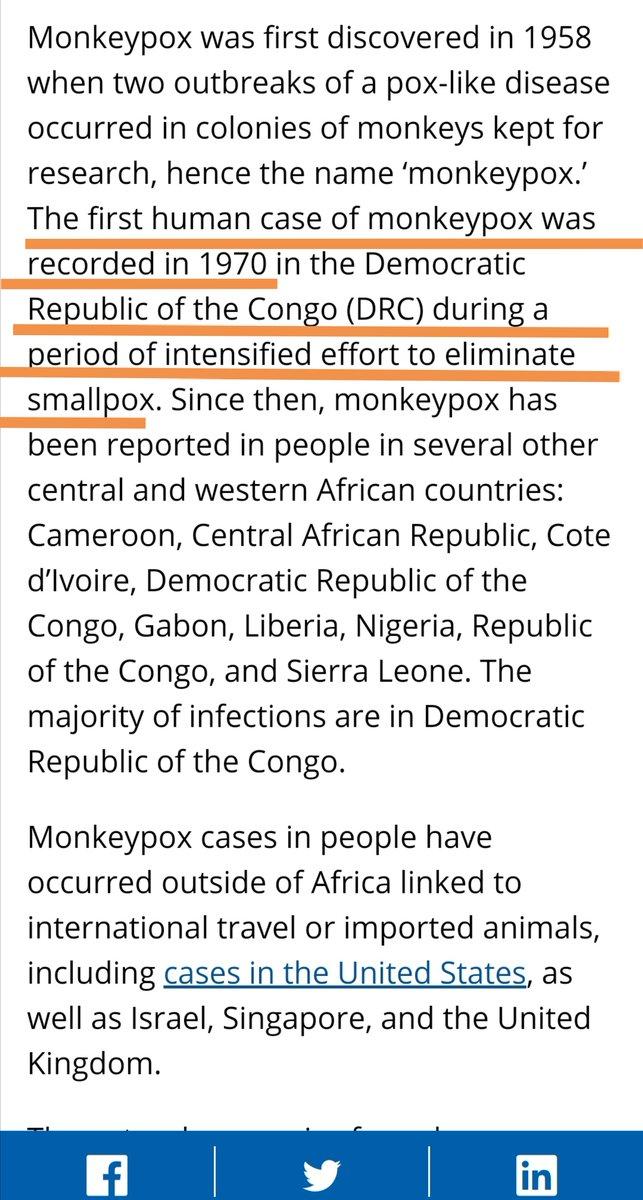 Monkeypox was first discovered in 1958
when two outbreaks of a pox-like disease
occurred in colonies of monkeys kept for
research, hence the name ‘monkeypox.’
The first human case of monkeypox was
recorded in 1970 in the Democratic
Republic of the Congo (DRC) during a
period of intensified effort to eliminate
smallpox. Since then, monkeypox has
been reported in people in several other
central and western African countries:
Cameroon, Central African Republic, Cote
d’Ivoire, Democratic Republic of the
Congo, Gabon, Liberia, Nigeria, Republic
of the Congo, and Sierra Leone. The
majority of infections are in Democratic
Republic of the Congo.
Monkeypox cases in people have
occurred outside of Africa linked to
international travel or imported animals,
including cases in the United States, as
well as Israel, Singapore, and the United
Kingdom.